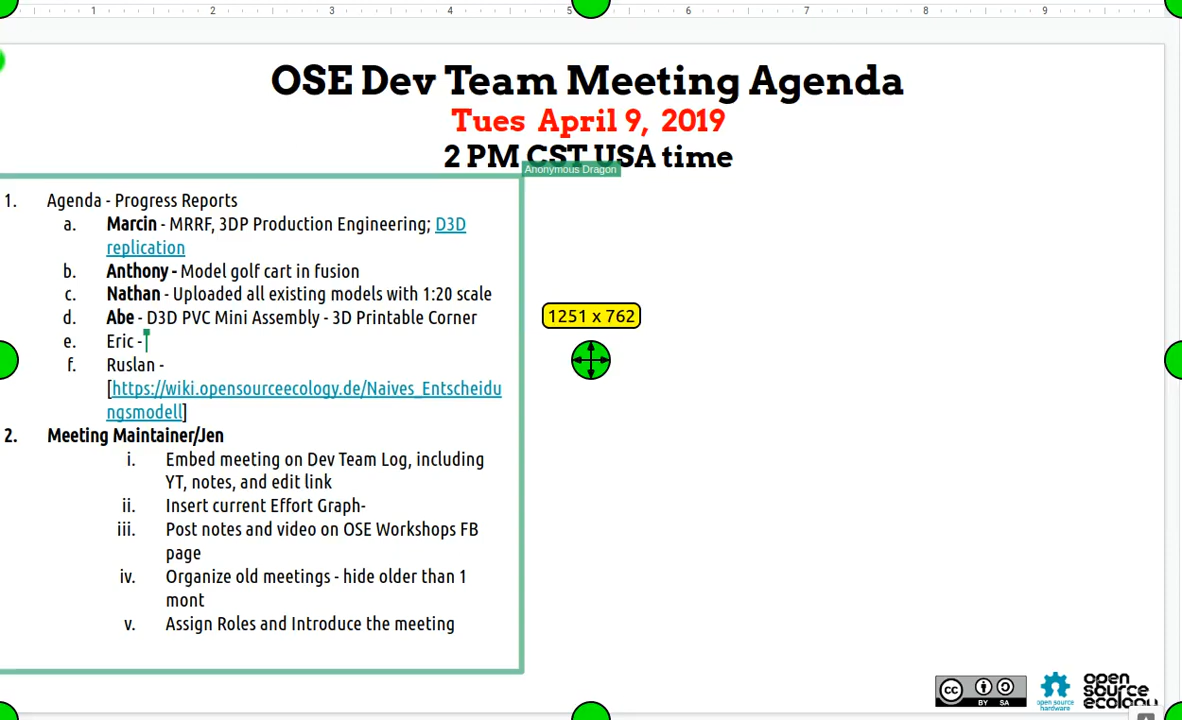 1 2 3 4 5 6 7 8 9
OSE Dev Team Meeting Agenda
Tues April 9, 2019
2 PM CST USA time
Anonymous Dragon
1. Agenda - Progress Reports
a. Marcin - MRRF, 3DP Production Engineering; D3D
replication
b. Anthony - Model golf cart in fusion
c. Nathan - Uploaded all existing models with 1:20 scale
d. Abe - D3D PVC Mini Assembly - 3D Printable Corner
1251 x 762
e. Eric -
f. Ruslan -
[https://wiki.opensourceecology.de/Naives_Entscheidu
ngsmodell]
2. Meeting Maintainer/Jen
i. Embed meeting on Dev Team Log, including
YT, notes, and edit link
ii. Insert current Effort Graph-
iii. Post notes and video on OSE Workshops FB
page
iv. Organize old meetings - hide older than 1
mont
v. Assign Roles and Introduce the meeting
cc BY SA
open source hardware
open
source
ecology